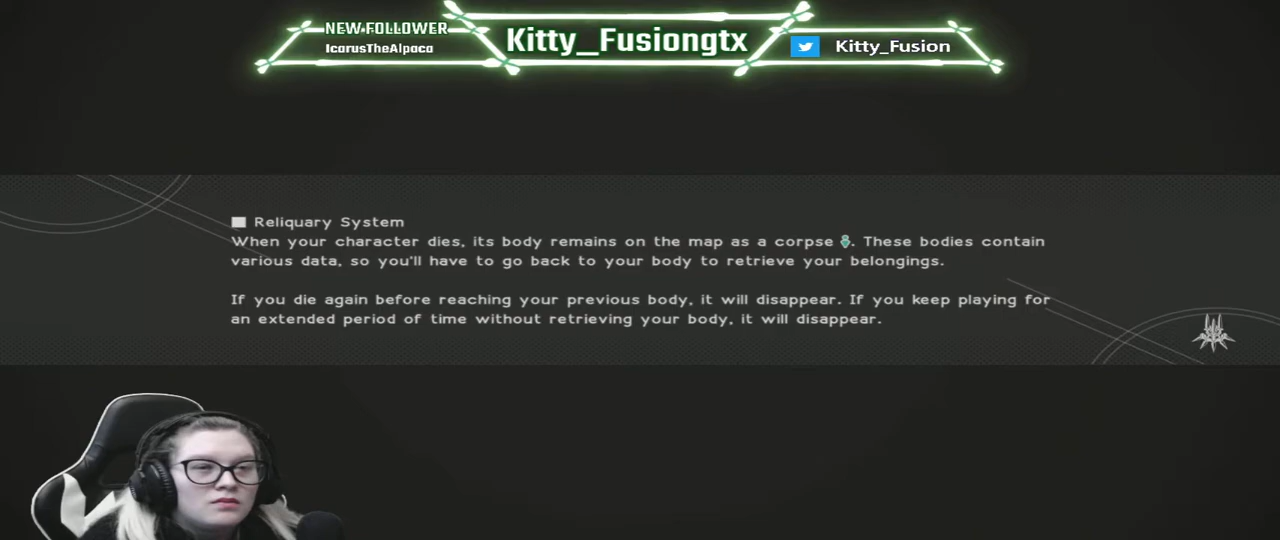 NEW FOLLOWER
IcarusTheAlpaca
Kitty_Fusiongtx
Kitty_Fusion
Reliquary System
When your character dies, its body remains on the map as a corpse. These bodies contain
various data, so you'll have to go back to your body to retrieve your belongings.
If you die again before reaching your previous body, it will disappear. If you keep playing for
an extended period of time without retrieving your body, it will disappear.